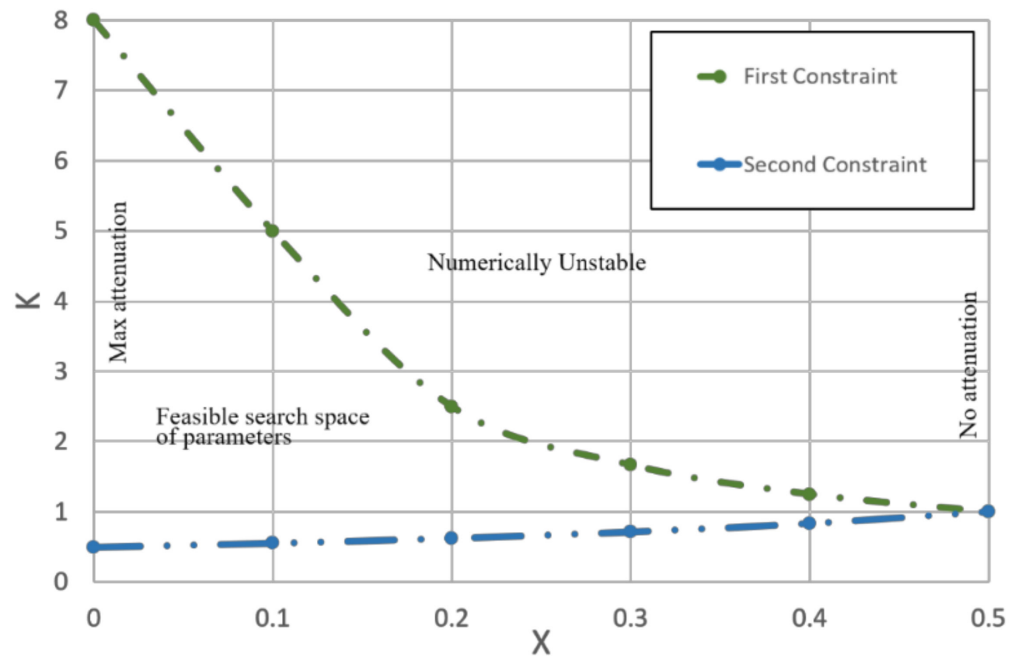 8
7
6
5
4
3
2
1
0
K
Max attenuation
First Constraint
Second Constraint
Numerically Unstable
Feasible search space
of parameters
No attenuation
0 0.1 0.2 0.3 0.4 0.5
X